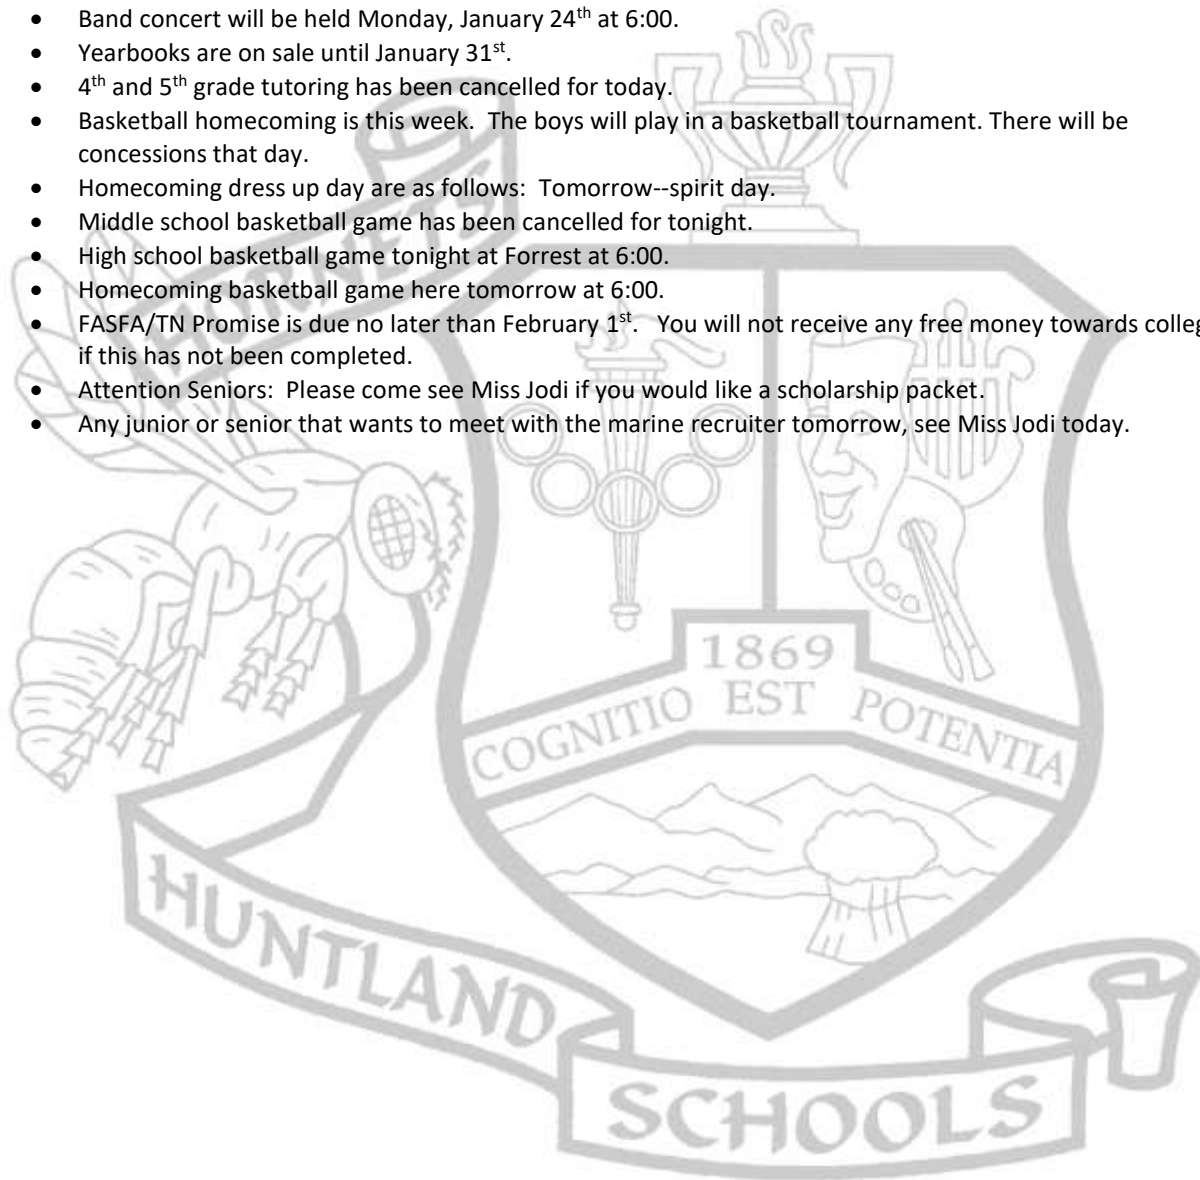 • Band concert will be held Monday, January 24th at 6:00.
• Yearbooks are on sale until January 31st.
• 4th and 5th grade tutoring has been cancelled for today.
• Basketball homecoming is this week.  The boys will play in a basketball tournament. There will be
concessions that day.
• Homecoming dress up day are as follows:  Tomorrow--spirit day.
• Middle school basketball game has been cancelled for tonight.
• High school basketball game tonight at Forrest at 6:00.
• Homecoming basketball game here tomorrow at 6:00.
• FASFA/TN Promise is due no later than February 1st.   You will not receive any free money towards colleg
if this has not been completed.
• Attention Seniors:  Please come see Miss Jodi if you would like a scholarship packet.
• Any junior or senior that wants to meet with the marine recruiter tomorrow, see Miss Jodi today.
HORNETS
1869
COGNITIO EST POTENTIA
HUNTLAND
SCHOOLS